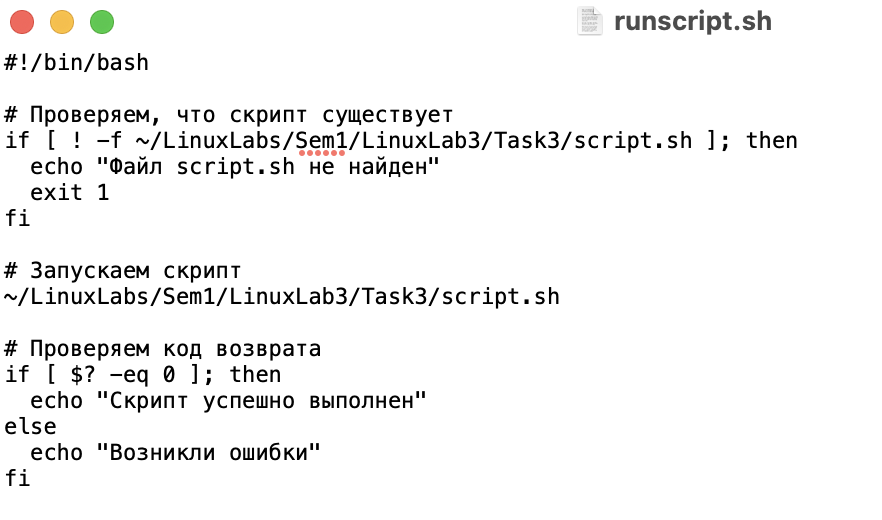 runscript.sh
#!/bin/bash
# Проверяем, что скрипт существует
if [ ! -f ~/LinuxLabs/Sem1/LinuxLab3/Task3/script.sh ]; then
  echo "Файл script.sh не найден"
  exit 1
fi
# Запускаем скрипт
~/LinuxLabs/Sem1/LinuxLab3/Task3/script.sh
# Проверяем код возврата
if [ $? -eq 0 ]; then
  echo "Скрипт успешно выполнен"
else
  echo "Возникли ошибки"
fi